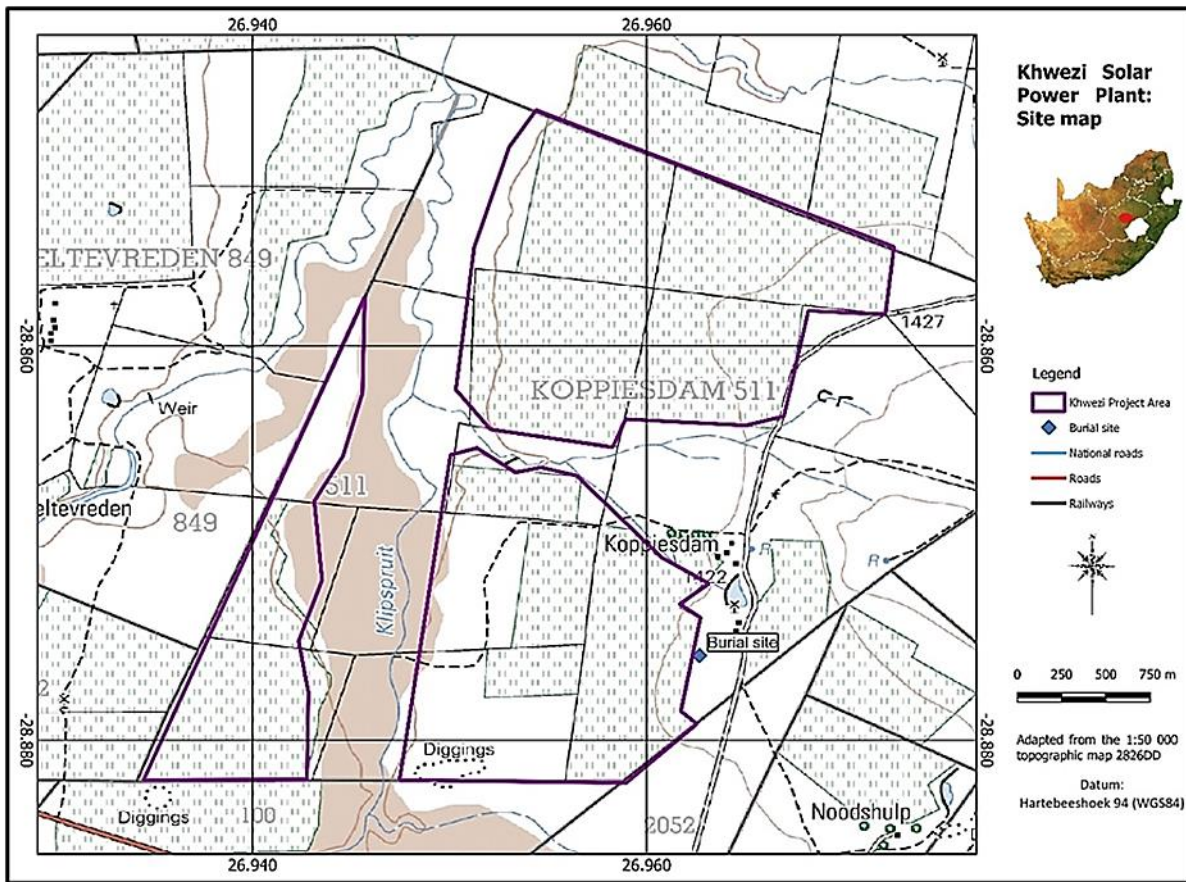 26.940
26.960
Khwezi Solar
Power Plant:
Site map
ELTEVREDEN 849
1427
-28.860
-28.860
KOPPIESDAM 511
Weir
Legend
Khwezi Project Area
Burial site
National roads
Roads
Railways
511
eltevreden
849
Koppiesdam
R
R
1422
Klipspruit
Burial site
2
0 250 500 750 m
-28.880
-28.880
Diggings
Adapted from the 1:50 000
topographic map 2826DD
Datum:
Hartebeeshoek 94 (WGS84)
Diggings
100
2052
Noodshulp
26.940
26.960